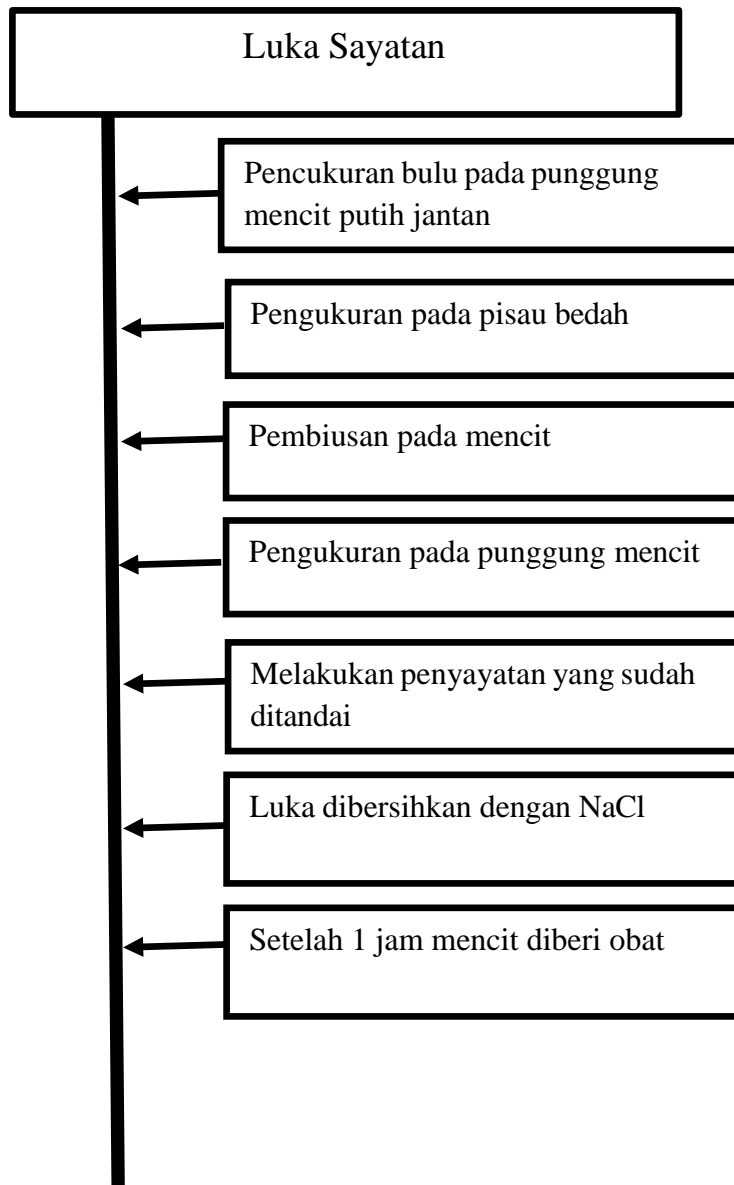 Luka Sayatan
Pencukuran bulu pada punggung
mencit putih jantan
Pengukuran pada pisau bedah
Pembiusan pada mencit
Pengukuran pada punggung mencit
Melakukan penyayatan yang sudah
ditandai
Luka dibersihkan dengan NaCl
Setelah 1 jam mencit diberi obat